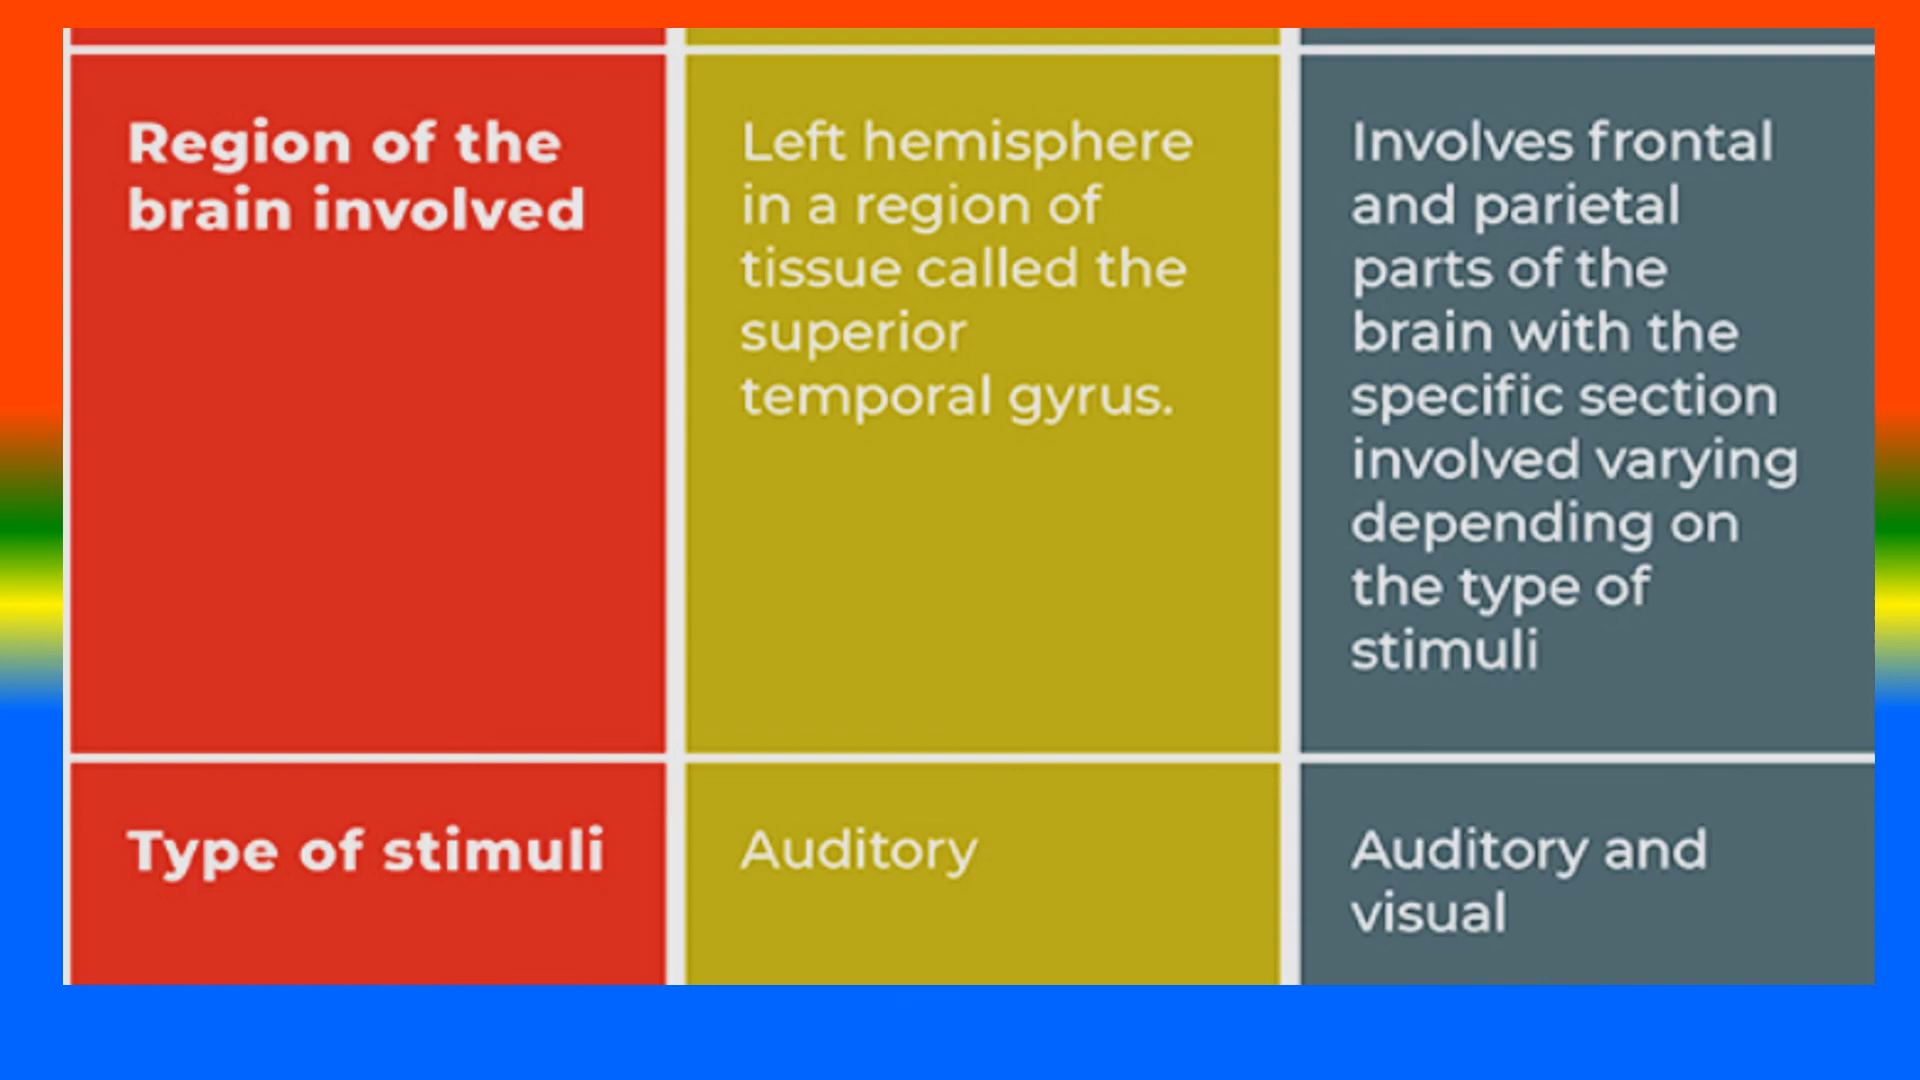 Region of the
brain involved
Left hemisphere
in a region of
tissue called the
superior
temporal gyrus.
Involves frontal
and parietal
parts of the
brain with the
specific section
involved varying
depending on
the type of
stimuli
Type of stimuli
Auditory
Auditory and
visual